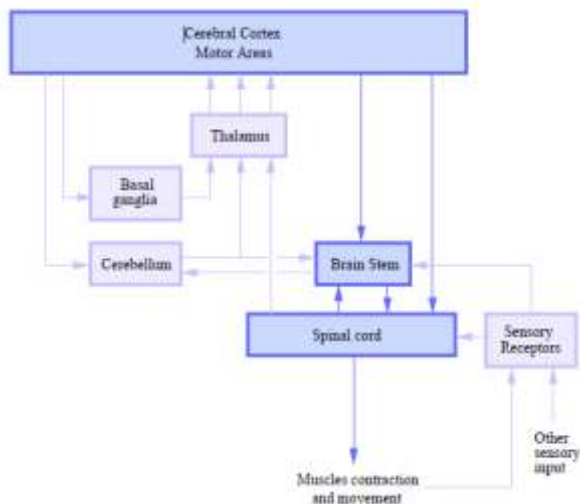 Cerebral Cortex
Motor Areas
Thalamus
Basal
ganglia
Cerebellum
Brain Stem
Spinal cord
Sensory
Receptors
Other
sensory
input
Muscles contraction
and movement